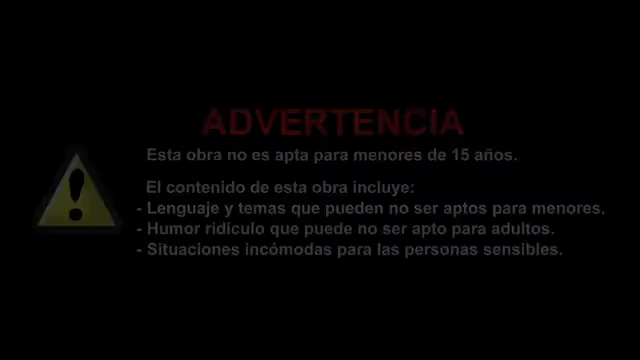 ADVERTENCIA
Esta obra no es apta para menores de 15 años.
El contenido de esta obra incluye:
- Lenguaje y temas que pueden no ser aptos para menores.
- Humor ridículo que puede no ser apto para adultos.
- Situaciones incómodas para las personas sensibles.